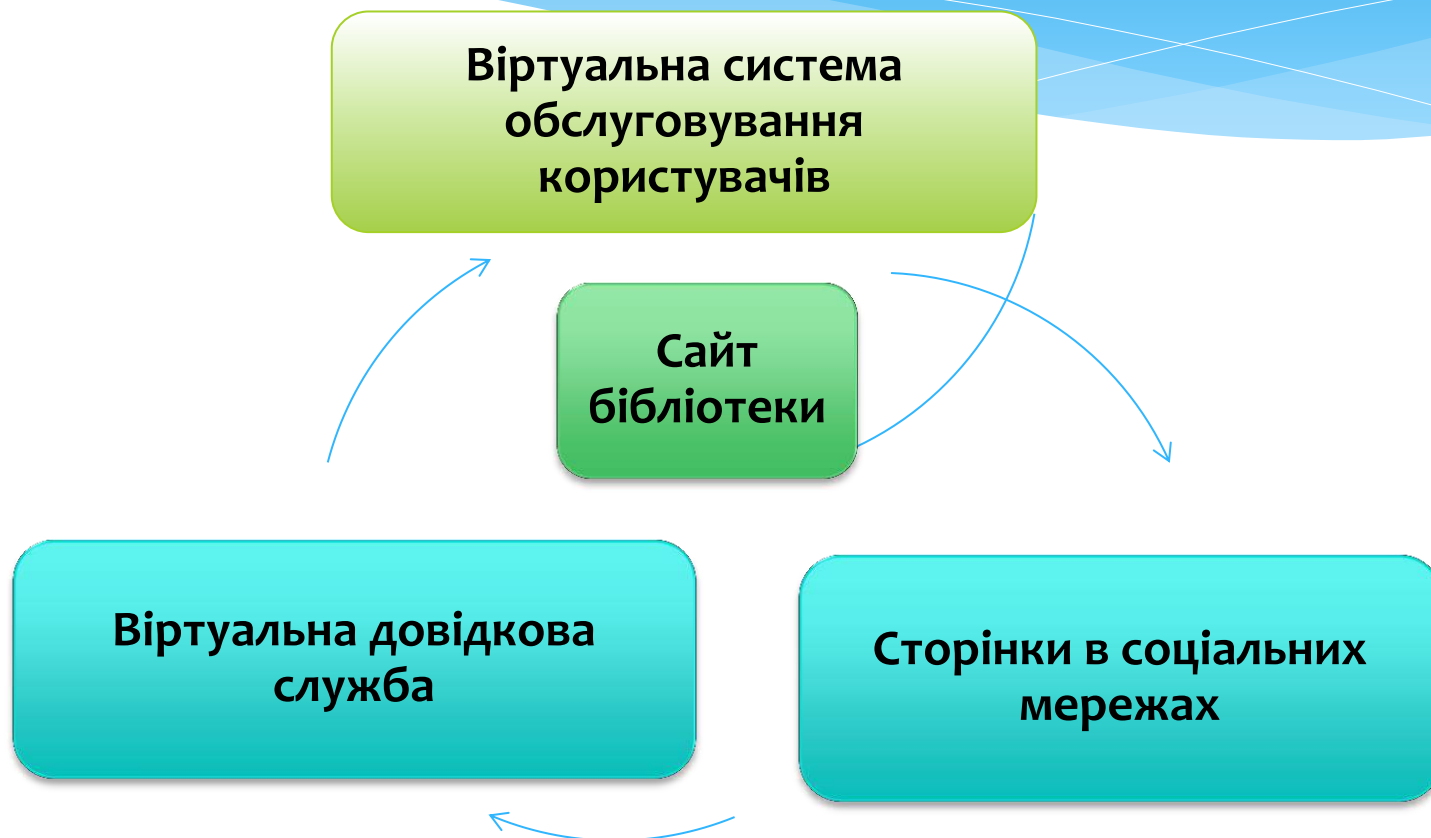 Віртуальна система
обслуговування
користувачів
Сайт
бібліотеки
Віртуальна довідкова
служба
Сторінки в соціальних
мережах